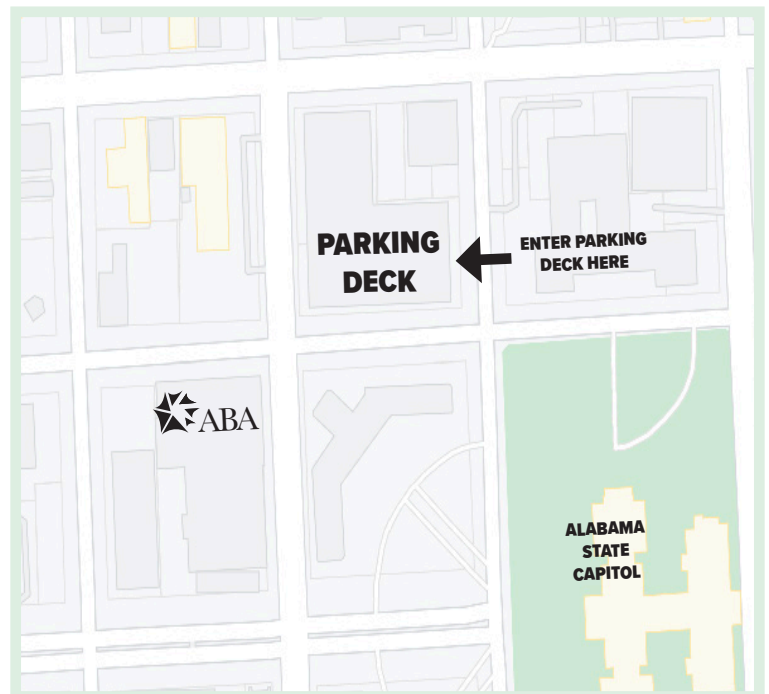 PARKING
DECK
ENTER PARKING
DECK HERE
ABA
ALABAMA
STATE
CAPITOL